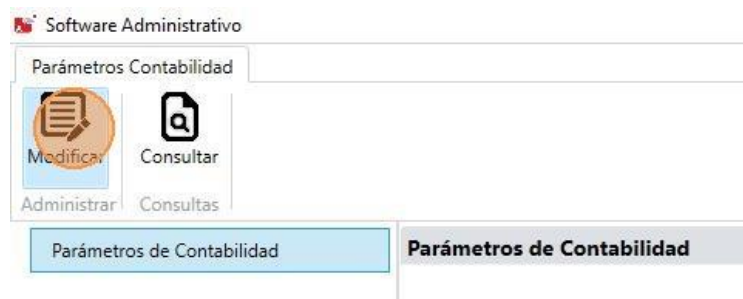 Software Administrativo
Parámetros Contabilidad
Modificar Consultar
Administrar Consultas
Parámetros de Contabilidad Parámetros de Contabilidad